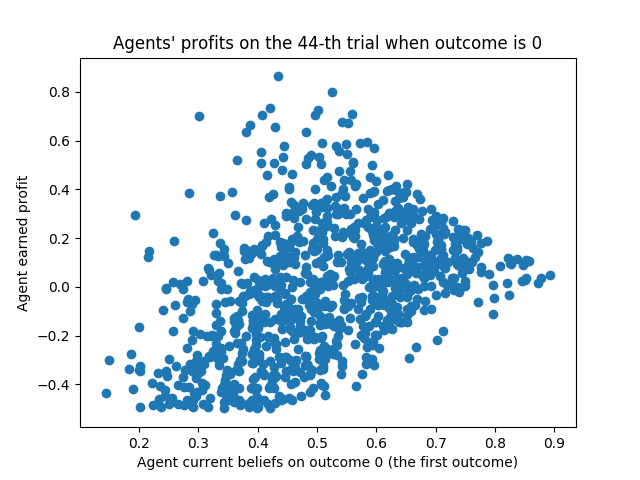 Agents' profits on the 44-th trial when outcome is 0
Agent earned profit
0.8
0.6
0.4
0.2
0.0
−0.2
−0.4
0.2 0.3 0.4 0.5 0.6 0.7 0.8 0.9
Agent current beliefs on outcome 0 (the first outcome)